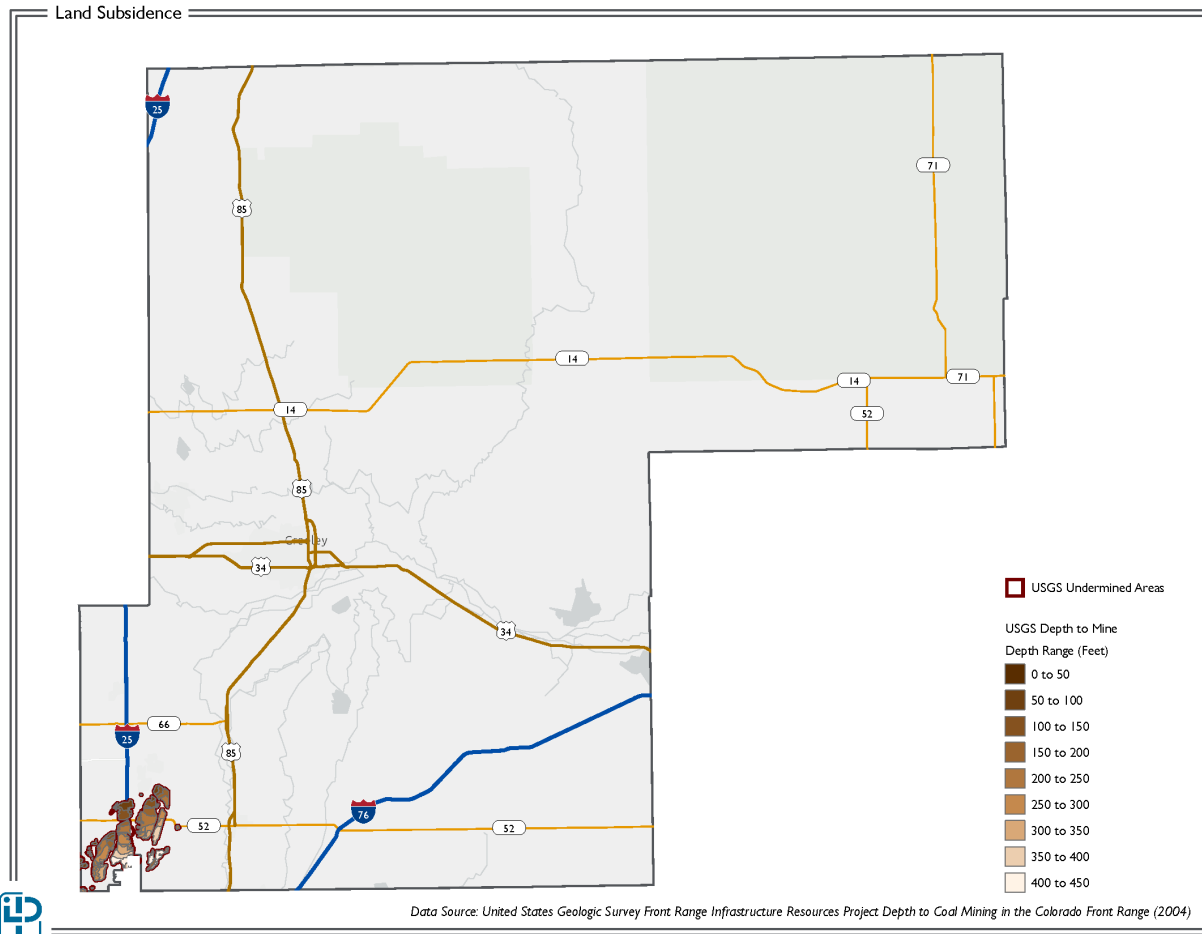 Land Subsidence
25
71
85
14
14
71
52
14
85
Greeley
34
34
USGS Undermined Areas
USGS Depth to Mine
Depth Range (Feet)
0 to 50
50 to 100
100 to 150
150 to 200
200 to 250
250 to 300
300 to 350
350 to 400
400 to 450
66
25
85
76
52
52
Data Source: United States Geologic Survey Front Range Infrastructure Resources Project Depth to Coal Mining in the Colorado Front Range (2004)